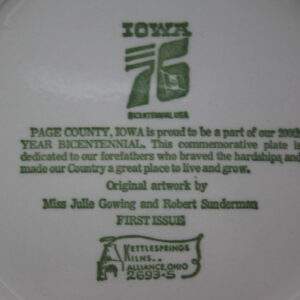 IOWA
76
BICENTENNIAL USA
PAGE COUNTY, IOWA is proud to be a part of our 200th
YEAR BICENTENNIAL. This commemorative plate is
dedicated to our forefathers who braved the hardships and
made our Country a great place to live and grow.
Original artwork by
Miss Julie Gowing and Robert Sunderman
FIRST ISSUE
KETTLESPRINGS
KILNS..
ALLIANCE, OHIO
2693-S